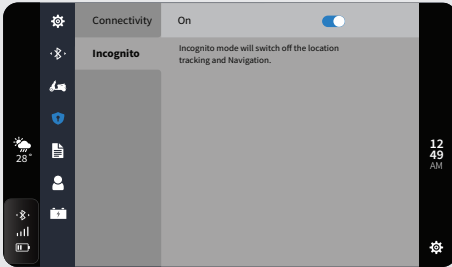 Connectivity
On
Incognito
Incognito mode will switch off the location
tracking and Navigation.
28°
12
49
AM